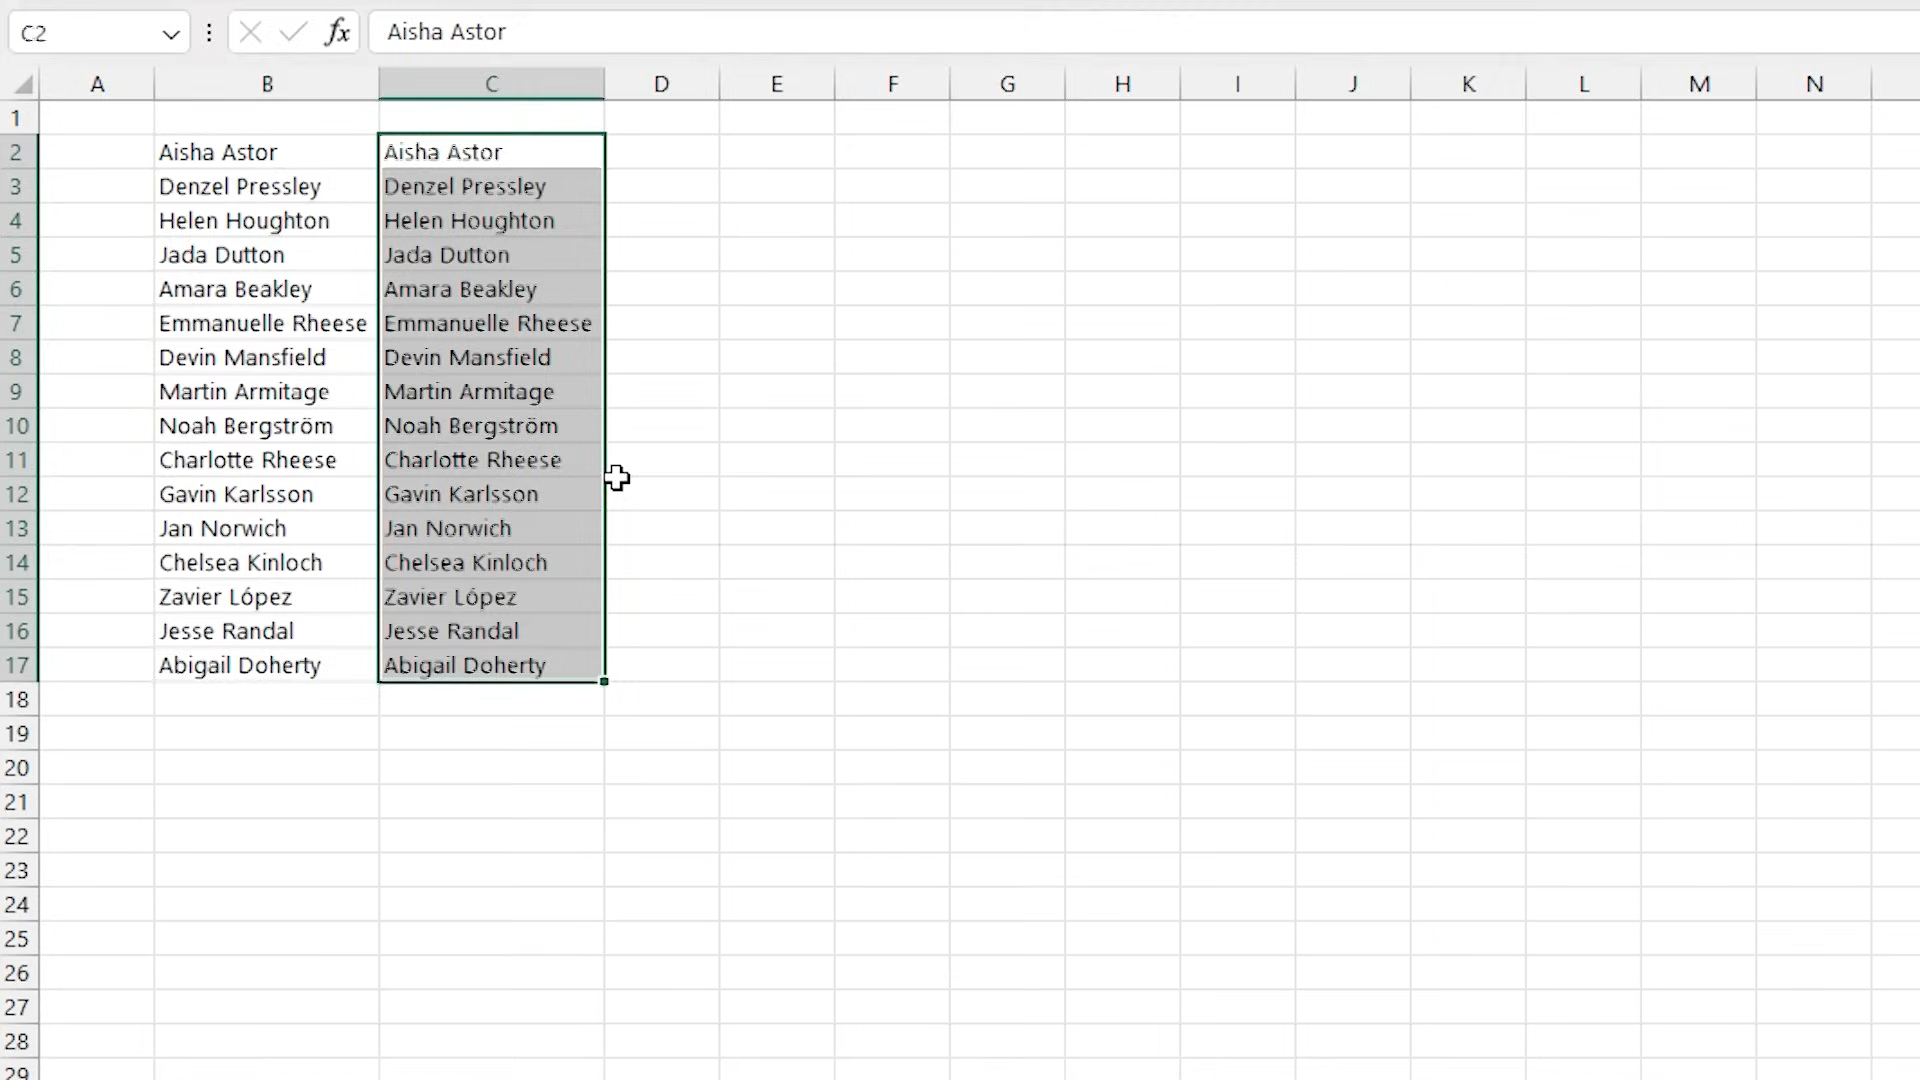 C2 fx Aisha Astor
A B C D E F G H I J K L M N
1
2 Aisha Astor Aisha Astor
3 Denzel Pressley Denzel Pressley
4 Helen Houghton Helen Houghton
5 Jada Dutton Jada Dutton
6 Amara Beakley Amara Beakley
7 Emmanuelle Rheese Emmanuelle Rheese
8 Devin Mansfield Devin Mansfield
9 Martin Armitage Martin Armitage
10 Noah Bergström Noah Bergström
11 Charlotte Rheese Charlotte Rheese
12 Gavin Karlsson Gavin Karlsson
13 Jan Norwich Jan Norwich
14 Chelsea Kinloch Chelsea Kinloch
15 Zavier López Zavier López
16 Jesse Randal Jesse Randal
17 Abigail Doherty Abigail Doherty
18
19
20
21
22
23
24
25
26
27
28
29